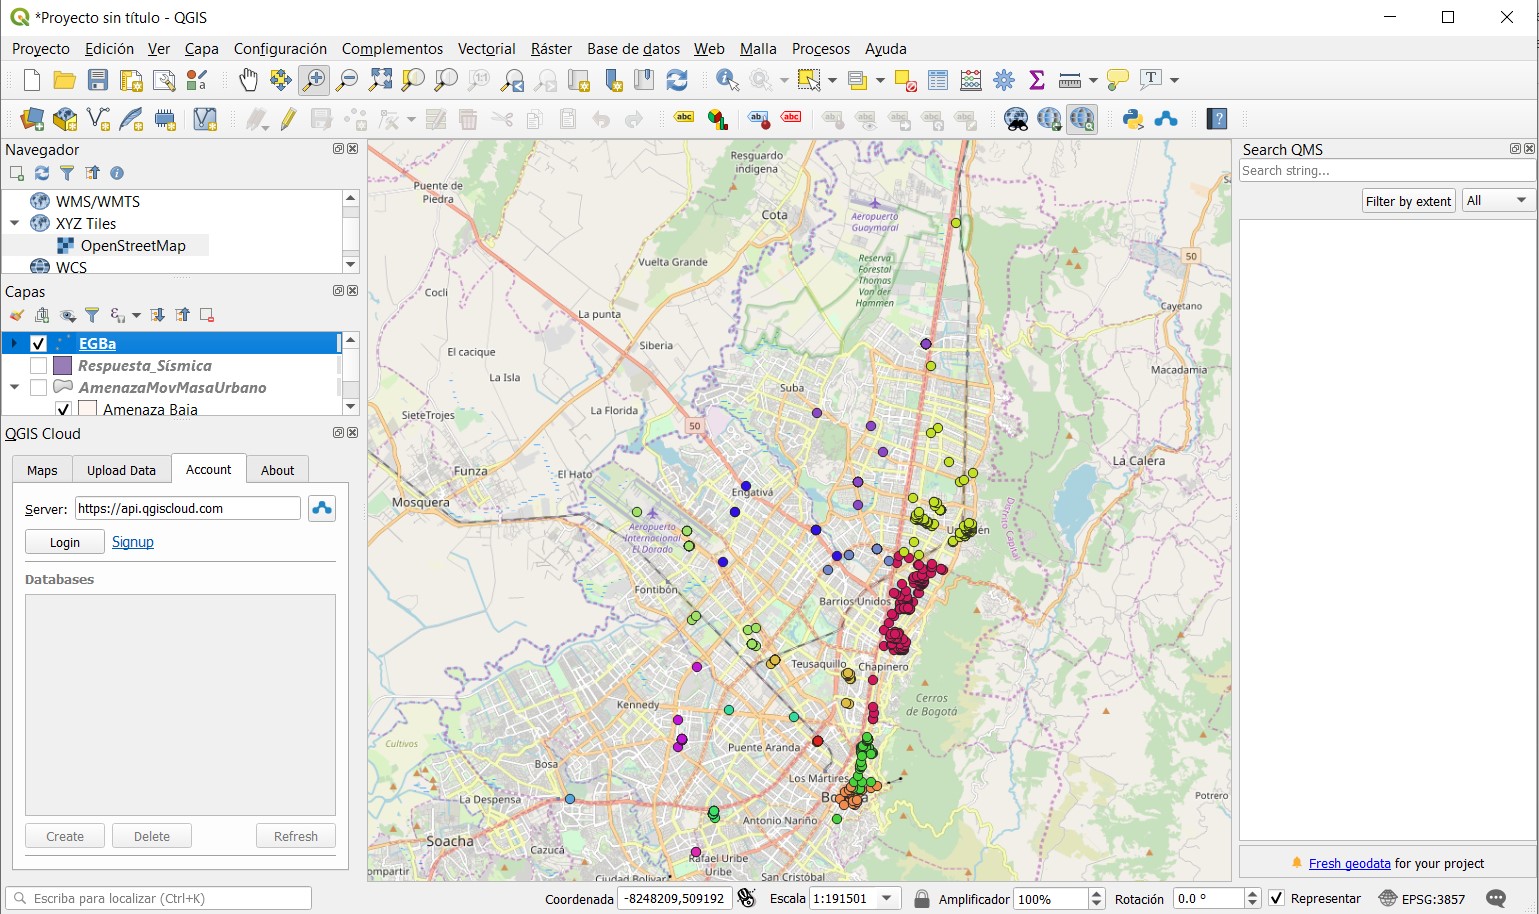 *Proyecto sin título - QGIS
Proyecto Edición Ver Capa Configuración Complementos Vectorial Ráster Base de datos Web Malla Procesos Ayuda
1:1
T
abc ab abc
Navegador
WMS/WMTS
XYZ Tiles
OpenStreetMap
WCS
Capas
EGBa
Respuesta_Sísmica
AmenazaMovMasaUrbano
Amenaza Baja
QGIS Cloud
Maps Upload Data Account About
Server: https://api.qgiscloud.com
Login Signup
Databases
Create Delete Refresh
Resguardo
indigena
Puente de
Piedra
Cota
Aeropuerto
Guaymaral
Vuelta Grande
Reserva
Forestal
Thomas
Van der
Hammen
50
Cocli
Cayetano
La punta
Siberia
El cacique
La Isla
Macadamia
Suba
SieteTrojes
La Florida
50
La Calera
Funza
El Hato
Engativá
Mosquera
Aeropuerto
Internacional
El Dorado
Distrito Capital
Fontibón
Barrios Unidos
Teusaquillo
Chapinero
Kennedy
Cerros
de Bogotá
Cultivos
Puente Aranda
Bosa
Los Mártires
La Despensa
Potrero
Antonio Nariño
Soacha
Cazucá
Rafael Uribe
Uribe
San Cristóbal
Ciudad Bolívar
Search QMS
Search string...
Filter by extent All
Fresh geodata for your project
Escriba para localizar (Ctrl+K) Coordenada -8248209,509192 Escala 1:191501 Amplificador 100% Rotación 0.0 ° Representar EPSG:3857